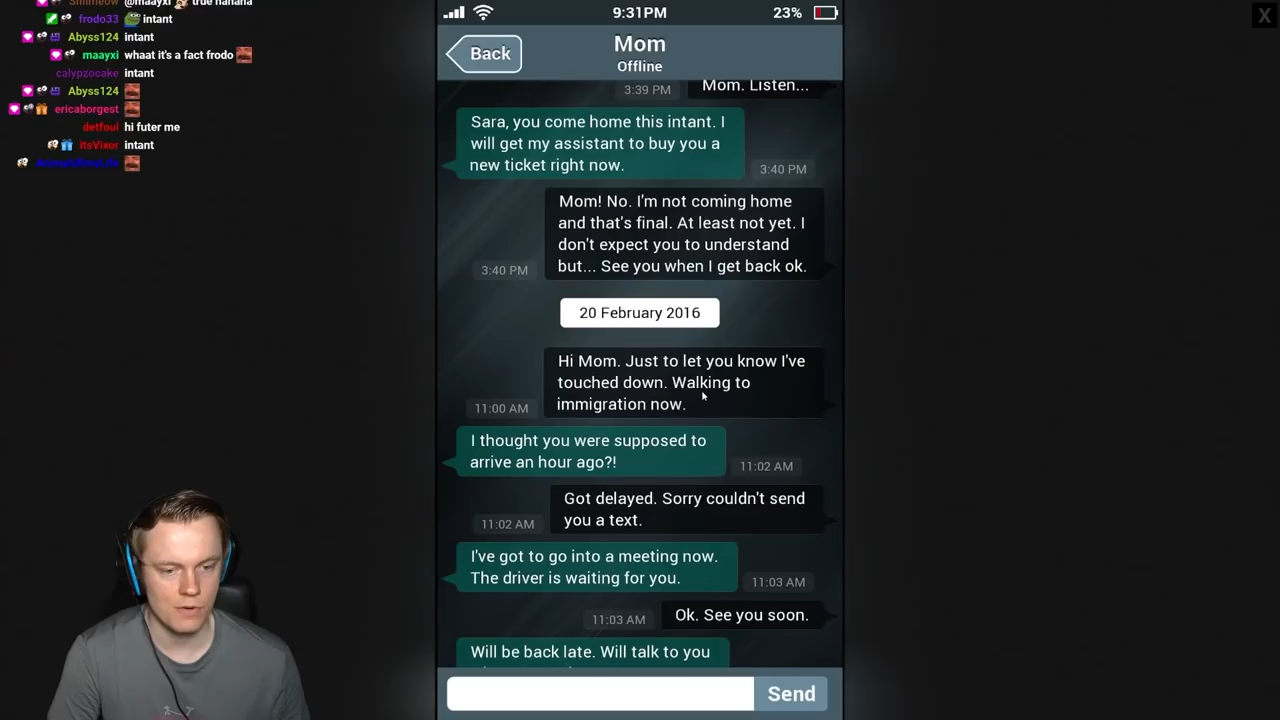 @maayxi true hahaha
frodo33 intant
Abyss124 intant
maayxi whaat it's a fact frodo
calypzocake intant
Abyss124
ericaborgest
detfoul hi futer me
itsVixor intant
9:31PM
23%
X
Back
Mom
Offline
3:39 PM
Mom. Listen...
Sara, you come home this intant. I
will get my assistant to buy you a
new ticket right now.
3:40 PM
Mom! No. I'm not coming home
and that's final. At least not yet. I
don't expect you to understand
but... See you when I get back ok.
3:40 PM
20 February 2016
Hi Mom. Just to let you know I've
touched down. Walking to
immigration now.
11:00 AM
I thought you were supposed to
arrive an hour ago?!
11:02 AM
Got delayed. Sorry couldn't send
you a text.
11:02 AM
I've got to go into a meeting now.
The driver is waiting for you.
11:03 AM
Ok. See you soon.
11:03 AM
Will be back late. Will talk to you
Send